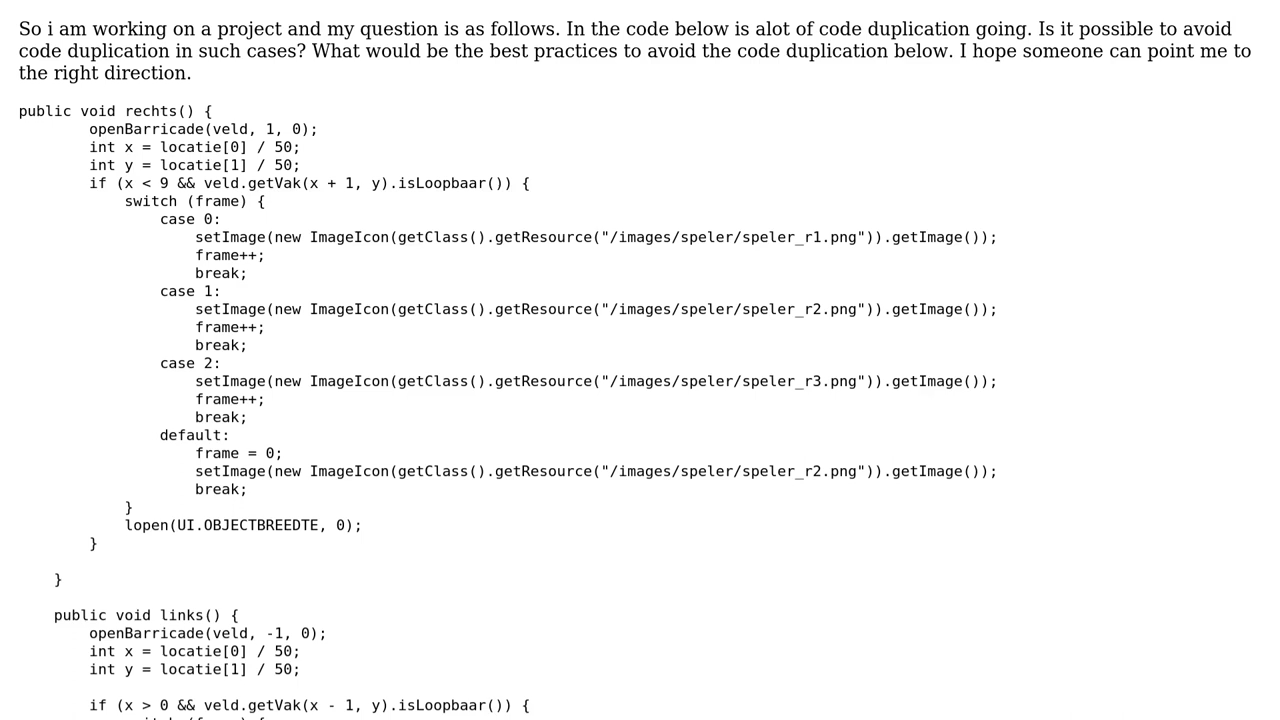 So i am working on a project and my question is as follows. In the code below is alot of code duplication going. Is it possible to avoid
code duplication in such cases? What would be the best practices to avoid the code duplication below. I hope someone can point me to
the right direction.
public void rechts() {
        openBarricade(veld, 1, 0);
        int x = locatie[0] / 50;
        int y = locatie[1] / 50;
        if (x < 9 && veld.getVak(x + 1, y).isLoopbaar()) {
            switch (frame) {
                case 0:
                    setImage(new ImageIcon(getClass().getResource("/images/speler/speler_r1.png")).getImage());
                    frame++;
                    break;
                case 1:
                    setImage(new ImageIcon(getClass().getResource("/images/speler/speler_r2.png")).getImage());
                    frame++;
                    break;
                case 2:
                    setImage(new ImageIcon(getClass().getResource("/images/speler/speler_r3.png")).getImage());
                    frame++;
                    break;
                default:
                    frame = 0;
                    setImage(new ImageIcon(getClass().getResource("/images/speler/speler_r2.png")).getImage());
                    break;
            }
            lopen(UI.OBJECTBREEDTE, 0);
        }
    }
    public void links() {
        openBarricade(veld, -1, 0);
        int x = locatie[0] / 50;
        int y = locatie[1] / 50;
        if (x > 0 && veld.getVak(x - 1, y).isLoopbaar()) {